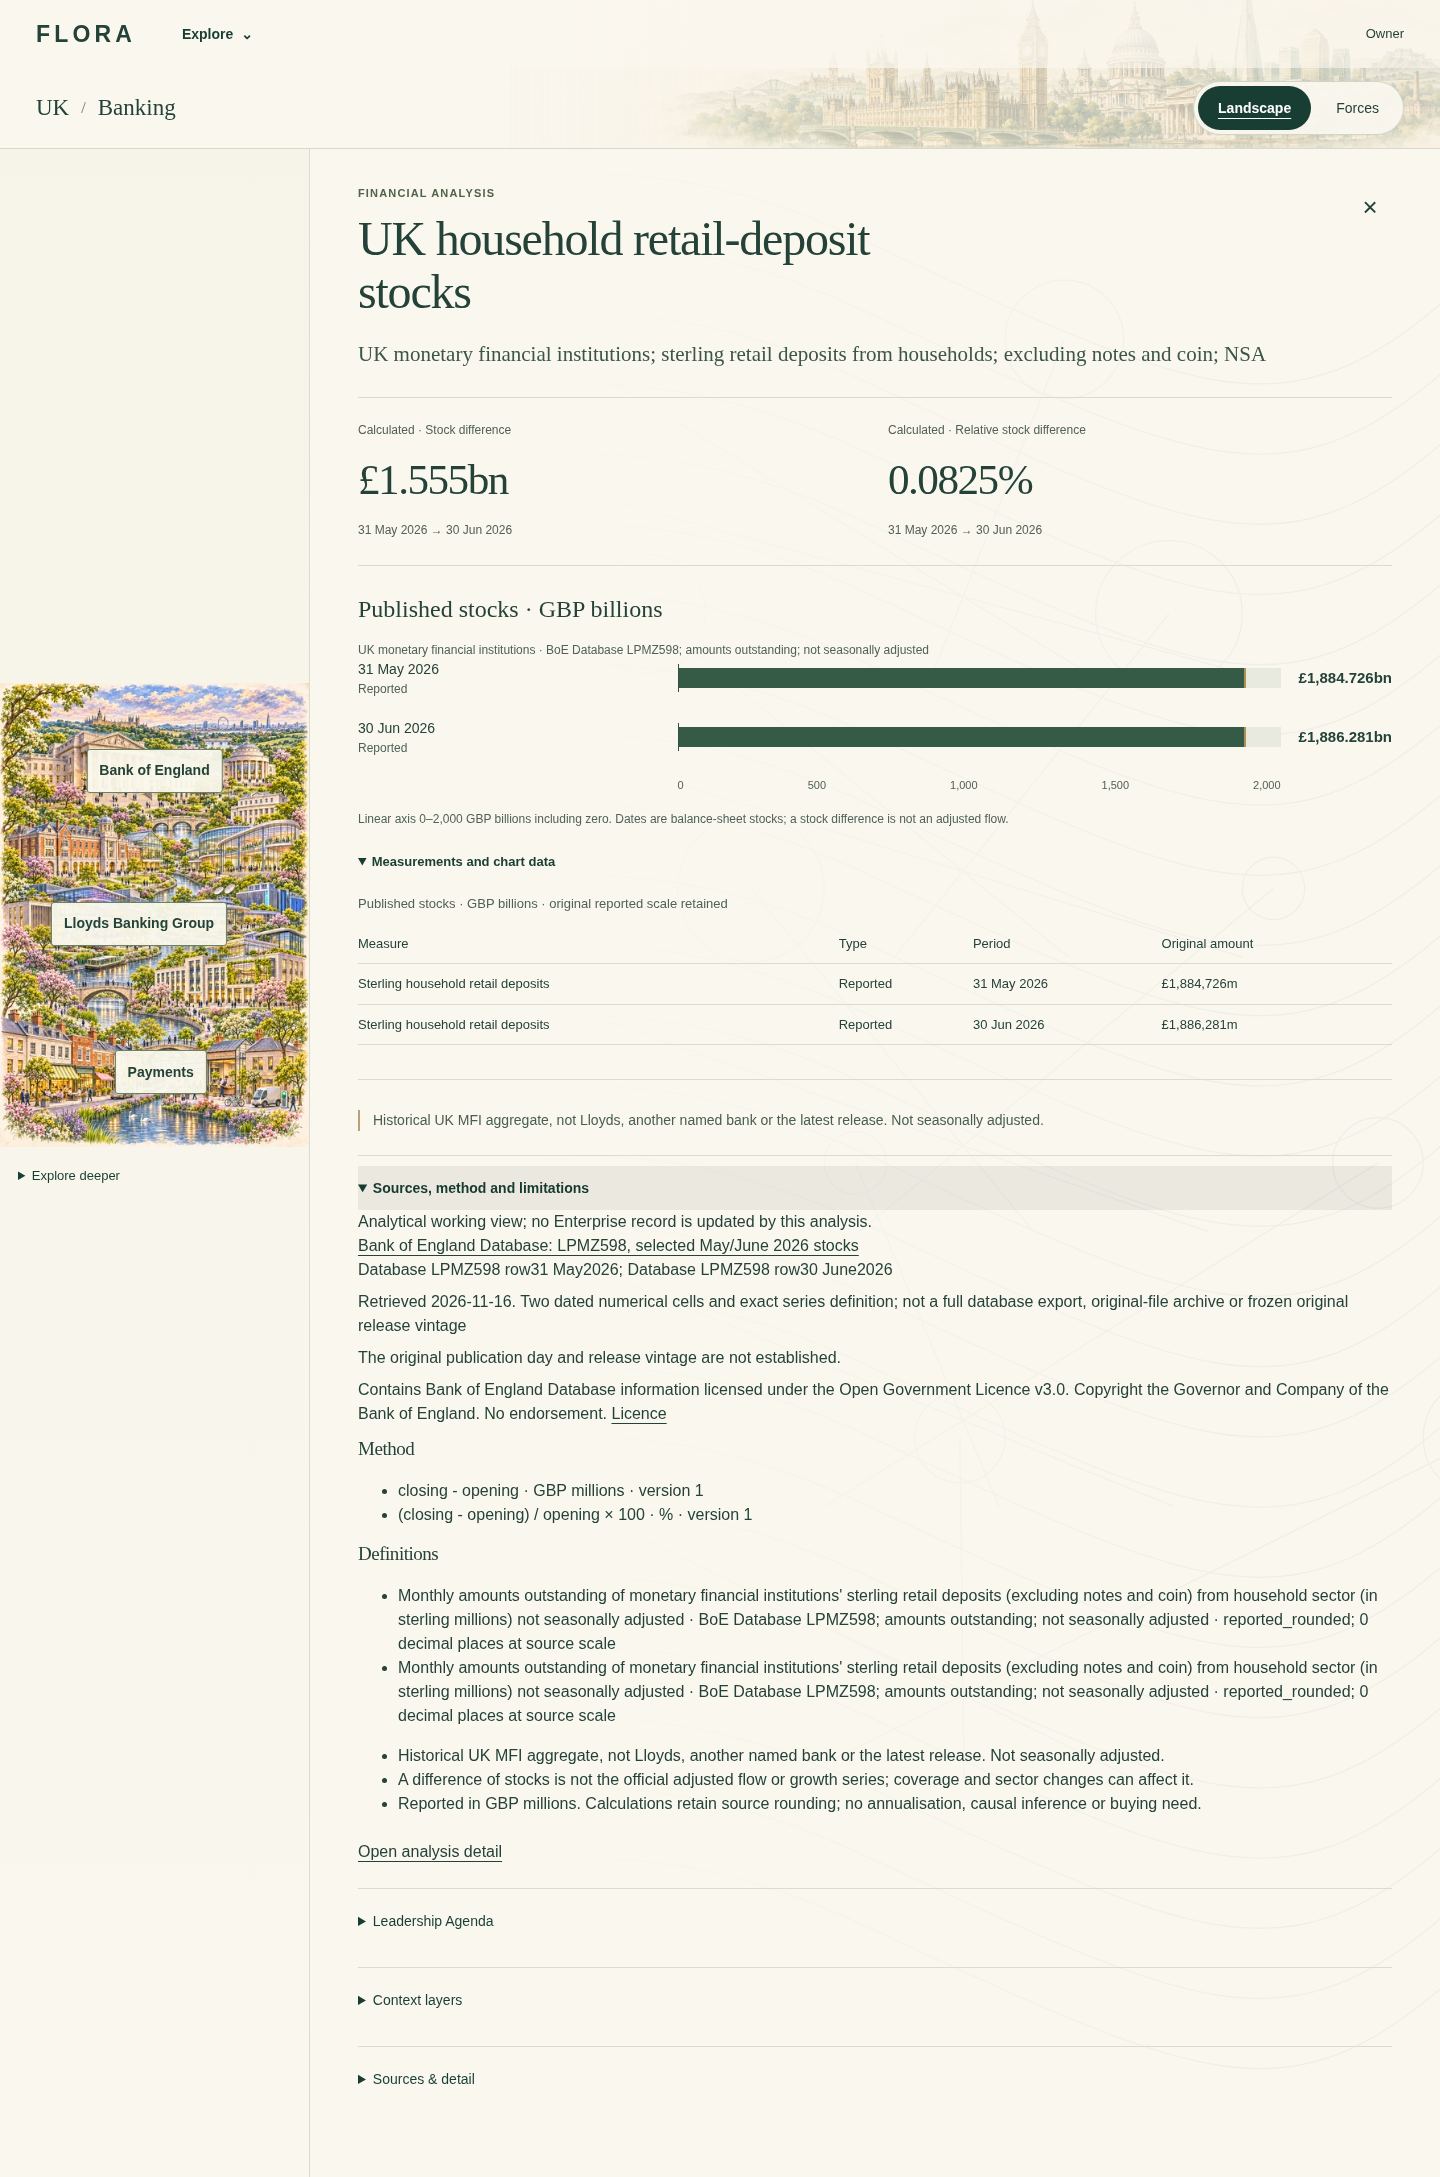 FLORA
Explore
Owner
UK / Banking
Landscape
Forces
FINANCIAL ANALYSIS
UK household retail-deposit
stocks
UK monetary financial institutions; sterling retail deposits from households; excluding notes and coin; NSA
Calculated · Stock difference
£1.555bn
31 May 2026 → 30 Jun 2026
Calculated · Relative stock difference
0.0825%
31 May 2026 → 30 Jun 2026
Published stocks · GBP billions
UK monetary financial institutions · BoE Database LPMZ598; amounts outstanding; not seasonally adjusted
31 May 2026
Reported
£1,884.726bn
30 Jun 2026
Reported
£1,886.281bn
0 500 1,000 1,500 2,000
Linear axis 0–2,000 GBP billions including zero. Dates are balance-sheet stocks; a stock difference is not an adjusted flow.
Measurements and chart data
Published stocks · GBP billions · original reported scale retained
Measure Type Period Original amount
Sterling household retail deposits Reported 31 May 2026 £1,884,726m
Sterling household retail deposits Reported 30 Jun 2026 £1,886,281m
Historical UK MFI aggregate, not Lloyds, another named bank or the latest release. Not seasonally adjusted.
Sources, method and limitations
Analytical working view; no Enterprise record is updated by this analysis.
Bank of England Database: LPMZ598, selected May/June 2026 stocks
Database LPMZ598 row31 May2026; Database LPMZ598 row30 June2026
Retrieved 2026-11-16. Two dated numerical cells and exact series definition; not a full database export, original-file archive or frozen original
release vintage
The original publication day and release vintage are not established.
Contains Bank of England Database information licensed under the Open Government Licence v3.0. Copyright the Governor and Company of the
Bank of England. No endorsement. Licence
Method
• closing - opening · GBP millions · version 1
• (closing - opening) / opening × 100 · % · version 1
Definitions
• Monthly amounts outstanding of monetary financial institutions' sterling retail deposits (excluding notes and coin) from household sector (in
sterling millions) not seasonally adjusted · BoE Database LPMZ598; amounts outstanding; not seasonally adjusted · reported_rounded; 0
decimal places at source scale
• Monthly amounts outstanding of monetary financial institutions' sterling retail deposits (excluding notes and coin) from household sector (in
sterling millions) not seasonally adjusted · BoE Database LPMZ598; amounts outstanding; not seasonally adjusted · reported_rounded; 0
decimal places at source scale
• Historical UK MFI aggregate, not Lloyds, another named bank or the latest release. Not seasonally adjusted.
• A difference of stocks is not the official adjusted flow or growth series; coverage and sector changes can affect it.
• Reported in GBP millions. Calculations retain source rounding; no annualisation, causal inference or buying need.
Open analysis detail
Leadership Agenda
Context layers
Sources & detail
Bank of England
Lloyds Banking Group
Payments
Explore deeper